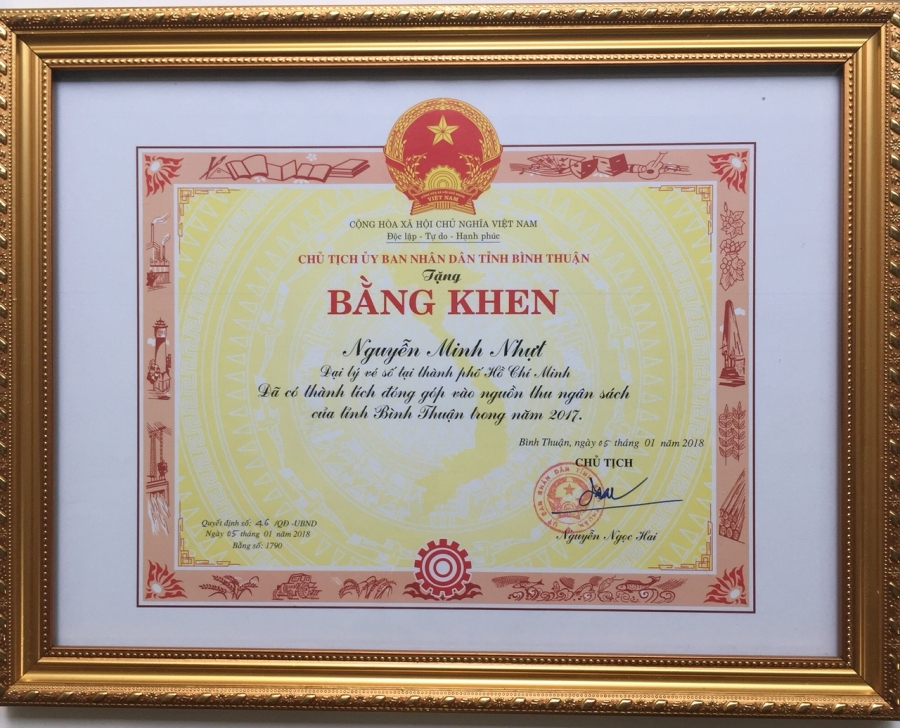 VIỆT NAM
CỘNG HÒA XÃ HỘI CHỦ NGHĨA VIỆT NAM
Độc lập - Tự do - Hạnh phúc
CHỦ TỊCH ỦY BAN NHÂN DÂN TỈNH BÌNH THUẬN
Tặng
BẰNG KHEN
Nguyễn Minh Nhựt
Đại lý vé số tại thành phố Hồ Chí Minh
Đã có thành tích đóng góp vào nguồn thu ngân sách
của tỉnh Bình Thuận trong năm 2017.
Bình Thuận, ngày 05 tháng 01 năm 2018
CHỦ TỊCH
Nguyễn Ngọc Hai
Quyết định số: 46 /QĐ-UBND
Ngày 05 tháng 01 năm 2018
Bằng số: 1790